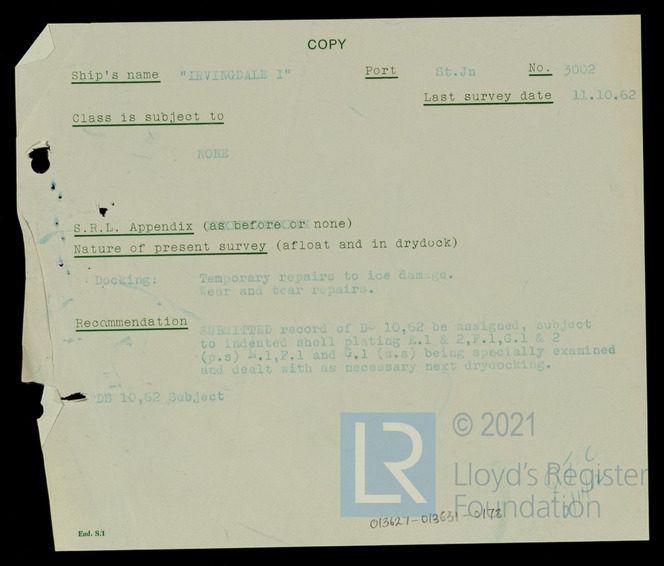 COPY
Ship's name "IRVINGDALE I" Port St.Jn No. 3002
Last survey date 11.10.62
Class is subject to
NONE
S.R.L. Appendix (as before or none)
Nature of present survey (afloat and in drydock)
Docking: Temporary repairs to ice damage.
Wear and tear repairs.
Recommendation SUBMITTED record of DS 10,62 be assigned, subject
to indented shell plating E.1 & 2,F.1,G.1 & 2
(p.s) E.1,F.1 and G.1 (s.s) being specially examined
and dealt with as necessary next drydocking.
DS 10,62 Subject
LR
© 2021
Lloyd's Register
Foundation
013627-013631-0178
End. S.1